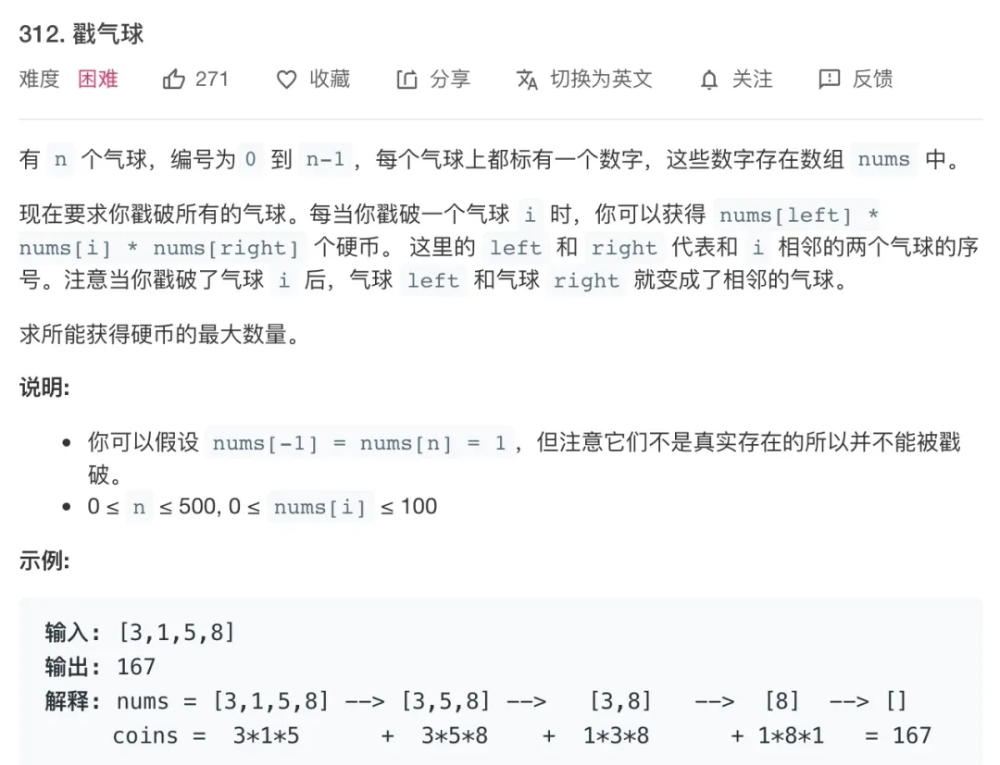 312. 戳气球
难度 困难 271 收藏 分享 切换为英文 关注 反馈
有 n 个气球，编号为 0 到 n-1，每个气球上都标有一个数字，这些数字存在数组 nums 中。
现在要求你戳破所有的气球。每当你戳破一个气球 i 时，你可以获得 nums[left] *
nums[i] * nums[right] 个硬币。 这里的 left 和 right 代表和 i 相邻的两个气球的序
号。注意当你戳破了气球 i 后，气球 left 和气球 right 就变成了相邻的气球。
求所能获得硬币的最大数量。
说明:
• 你可以假设 nums[-1] = nums[n] = 1，但注意它们不是真实存在的所以并不能被戳
破。
• 0 ≤ n ≤ 500, 0 ≤ nums[i] ≤ 100
示例:
输入: [3,1,5,8]
输出: 167
解释: nums = [3,1,5,8] --> [3,5,8] --> [3,8] --> [8] --> []
coins = 3*1*5 + 3*5*8 + 1*3*8 + 1*8*1 = 167